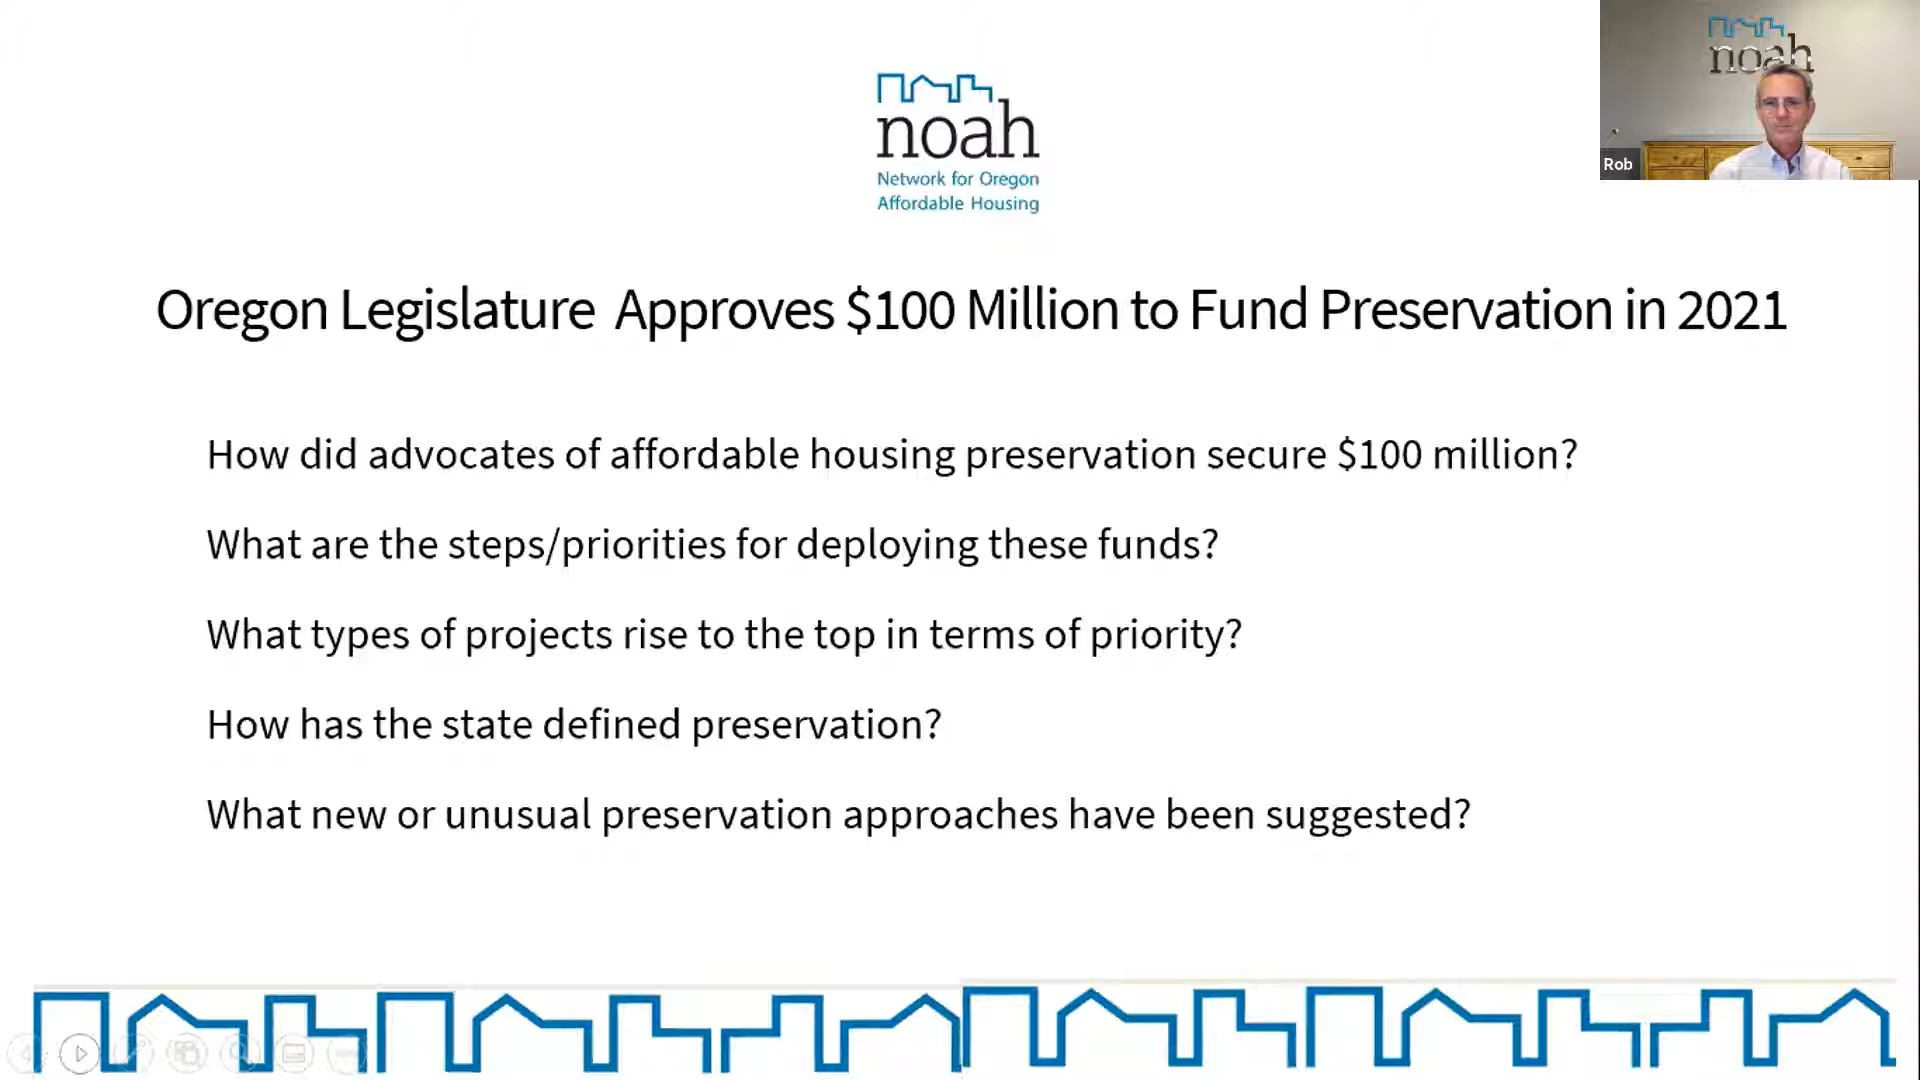 noah
Rob
noah
Network for Oregon
Affordable Housing
Oregon Legislature Approves $100 Million to Fund Preservation in 2021
How did advocates of affordable housing preservation secure $100 million?
What are the steps/priorities for deploying these funds?
What types of projects rise to the top in terms of priority?
How has the state defined preservation?
What new or unusual preservation approaches have been suggested?